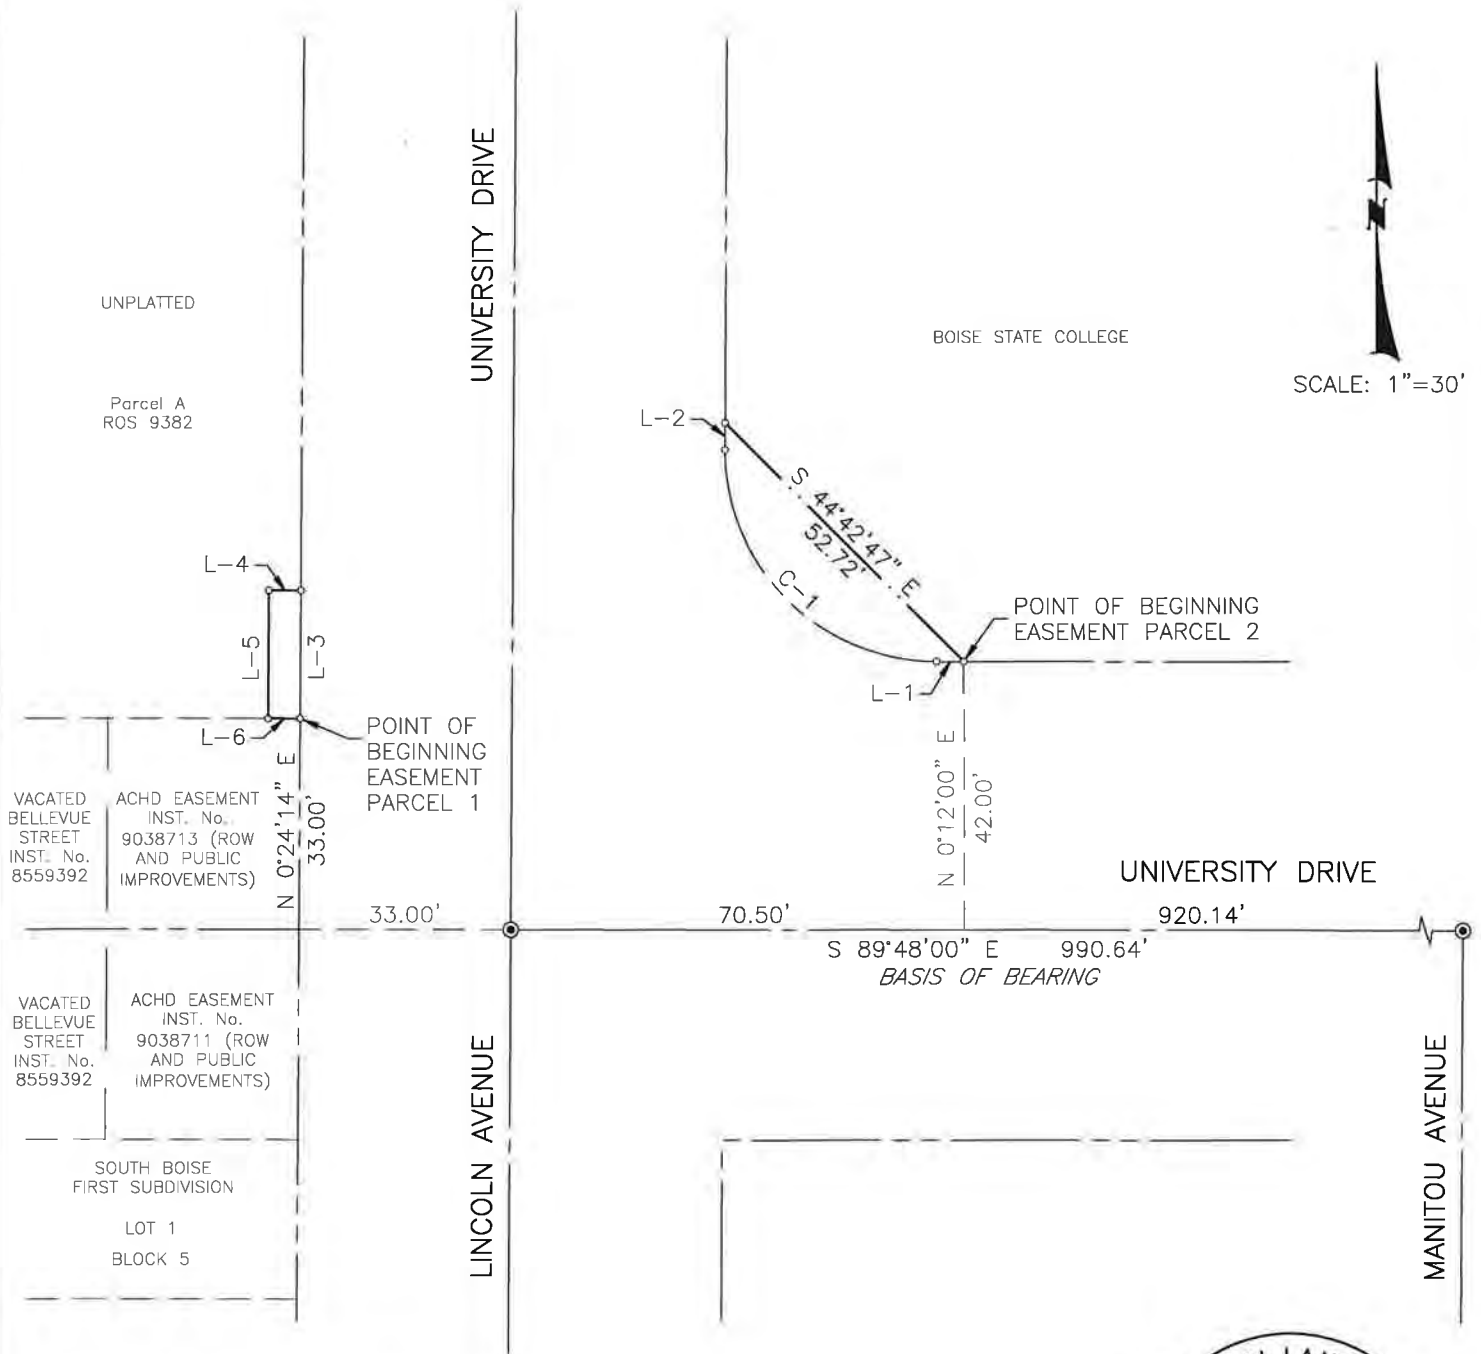 UNIVERSITY DRIVE
UNPLATTED
Parcel A
ROS 9382
BOISE STATE COLLEGE
N
SCALE: 1"=30'
L-2
S 44°42'47" E
52.72'
C-1
L-4
L-5
L-3
L-6
POINT OF BEGINNING
EASEMENT PARCEL 2
L-1
POINT OF
BEGINNING
EASEMENT
PARCEL 1
N 0°24'14" E
33.00'
N 0°12'00" E
42.00'
VACATED
BELLEVUE
STREET
INST. No.
8559392
ACHD EASEMENT
INST. No.
9038713 (ROW
AND PUBLIC
IMPROVEMENTS)
UNIVERSITY DRIVE
33.00'
70.50'
920.14'
S 89°48'00" E 990.64'
BASIS OF BEARING
VACATED
BELLEVUE
STREET
INST. No.
8559392
ACHD EASEMENT
INST. No.
9038711 (ROW
AND PUBLIC
IMPROVEMENTS)
LINCOLN AVENUE
MANITOU AVENUE
SOUTH BOISE
FIRST SUBDIVISION
LOT 1
BLOCK 5